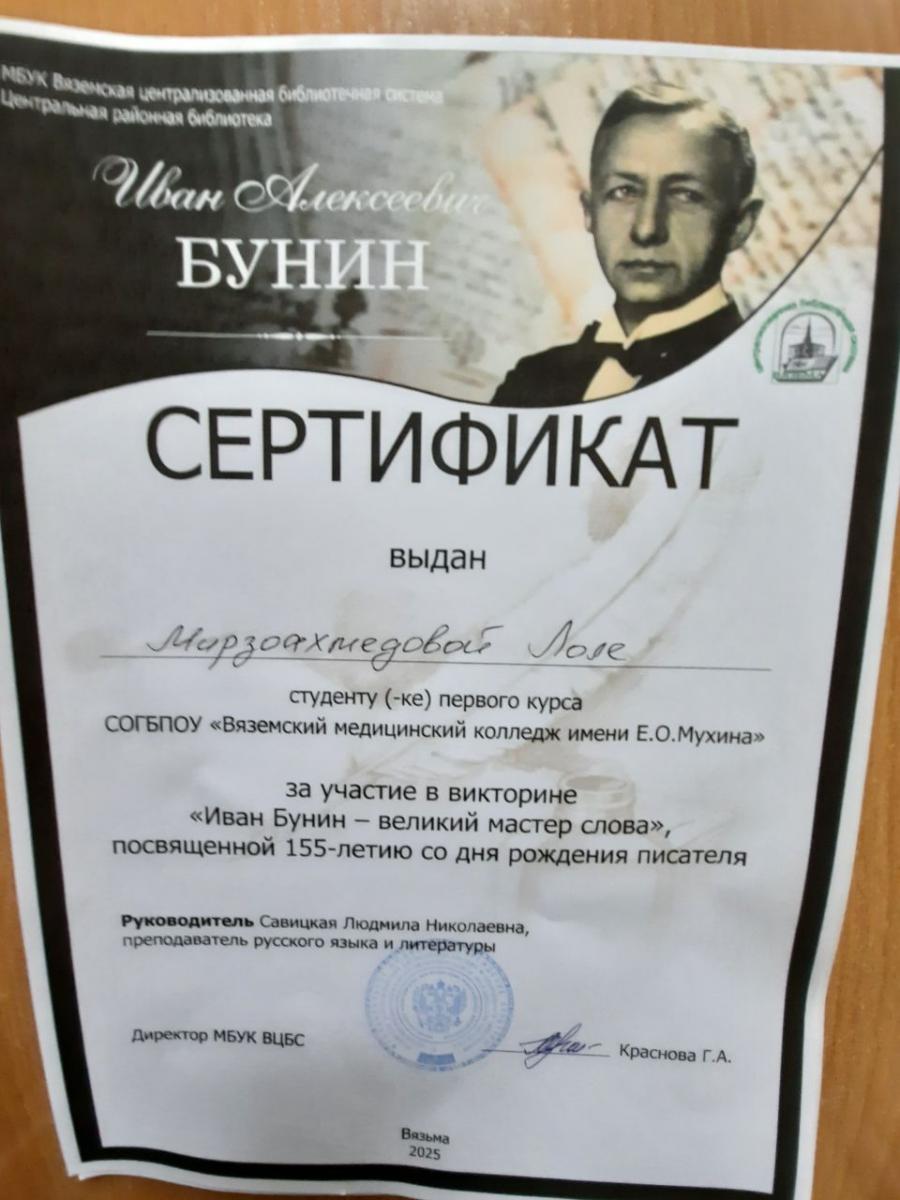 МБУК Вяземская централизованная библиотечная система
Центральная районная библиотека
Иван Алексеевич
БУНИН
СЕРТИФИКАТ
выдан
Мирзоахмедовой Лоле
студенту (-ке) первого курса
СОГБПОУ «Вяземский медицинский колледж имени Е.О.Мухина»
за участие в викторине
«Иван Бунин – великий мастер слова»,
посвященной 155-летию со дня рождения писателя
Руководитель Савицкая Людмила Николаевна,
преподаватель русского языка и литературы
Директор МБУК ВЦБС
Краснова Г.А.
Вязьма
2025